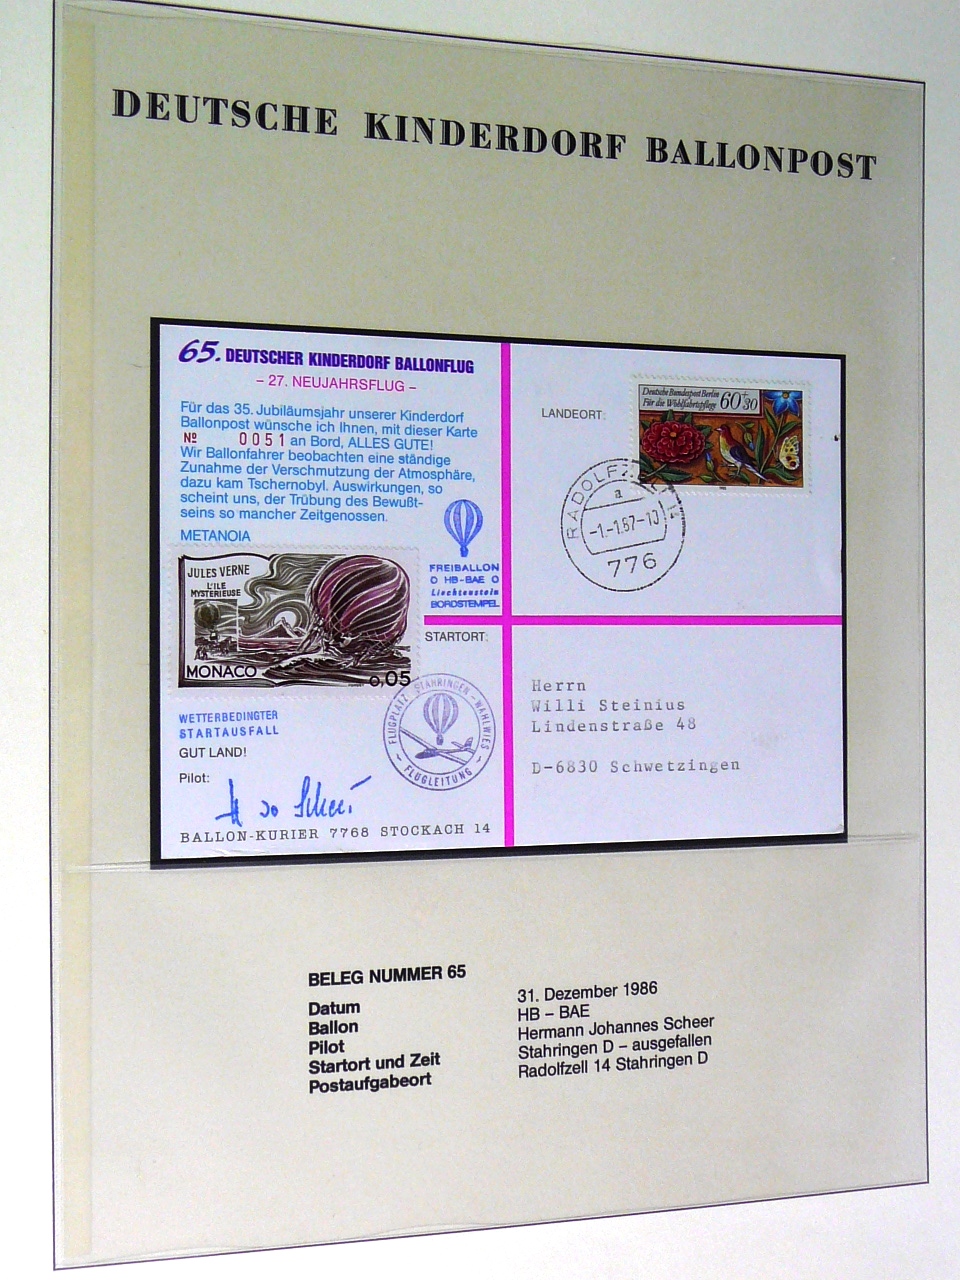 DEUTSCHE KINDERDORF BALLONPOST
65. DEUTSCHER KINDERDORF BALLONFLUG
– 27. NEUJAHRSFLUG –
Für das 35. Jubiläumsjahr unserer Kinderdorf
Ballonpost wünsche ich Ihnen, mit dieser Karte
№ 0051 an Bord, ALLES GUTE!
Wir Ballonfahrer beobachten eine ständige
Zunahme der Verschmutzung der Atmosphäre,
dazu kam Tschernobyl. Auswirkungen, so
scheint uns, der Trübung des Bewußt-
seins so mancher Zeitgenossen.
METANOIA
JULES VERNE
L'ILE
MYSTERIEUSE
MONACO
0,05
FREIBALLON
O HB-BAE O
Liechtenstein
BORDSTEMPEL
STARTORT:
FLUGPLATZ STAHRINGEN-WAHLWIES
– FLUGLEITUNG –
WETTERBEDINGTER
STARTAUSFALL
GUT LAND!
Pilot:
BALLON-KURIER 7768 STOCKACH 14
LANDEORT:
Deutsche Bundespost Berlin
Für die Wohlfahrtspflege
60+30
RADOLFZ
a
-1.-1.87-10
776
Herrn
Willi Steinius
Lindenstraße 48
D-6830 Schwetzingen
BELEG NUMMER 65
Datum 31. Dezember 1986
Ballon HB – BAE
Pilot Hermann Johannes Scheer
Startort und Zeit Stahringen D – ausgefallen
Postaufgabeort Radolfzell 14 Stahringen D